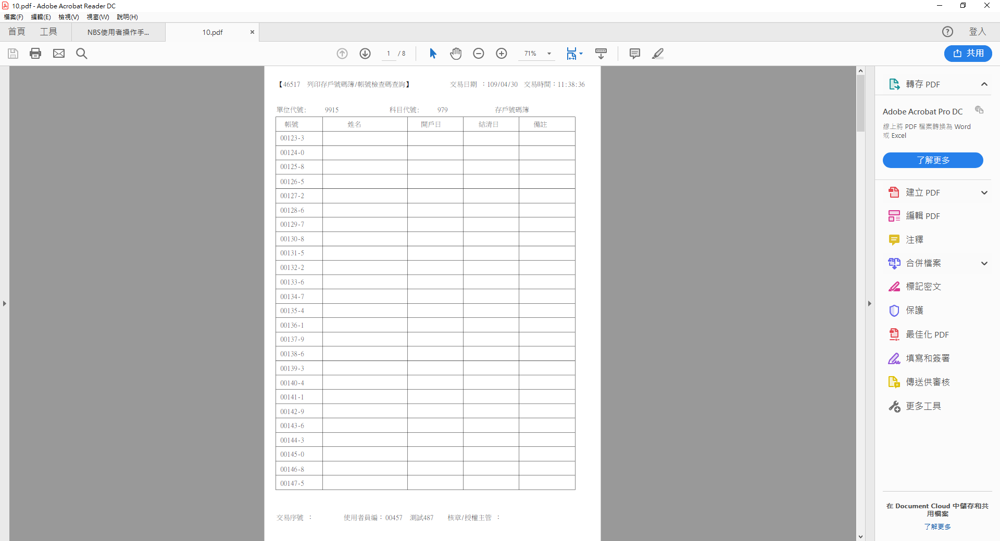 10.pdf - Adobe Acrobat Reader DC
檔案(F) 編輯(E) 檢視(V) 視窗(W) 說明(H)
首頁 工具 NBS使用者操作手... 10.pdf × 登入
1 / 8 71% 共用
【46517 列印存戶號碼簿/帳號檢查碼查詢】 交易日期 :109/04/30 交易時間:11:38:36
單位代號: 9915 科目代號: 979 存戶號碼簿
帳號 姓名 開戶日 結清日 備註
00123-3
00124-0
00125-8
00126-5
00127-2
00128-6
00129-7
00130-8
00131-5
00132-2
00133-6
00134-7
00135-4
00136-1
00137-9
00138-6
00139-3
00140-4
00141-1
00142-9
00143-6
00144-3
00145-0
00146-8
00147-5
交易序號 : 使用者員編:00457 測試487 核章/授權主管 :
轉存 PDF
Adobe Acrobat Pro DC
線上將 PDF 檔案轉換為 Word
或 Excel
了解更多
建立 PDF
編輯 PDF
注釋
合併檔案
標記密文
保護
最佳化 PDF
填寫和簽署
傳送供審核
更多工具
在 Document Cloud 中儲存和共
用檔案
了解更多